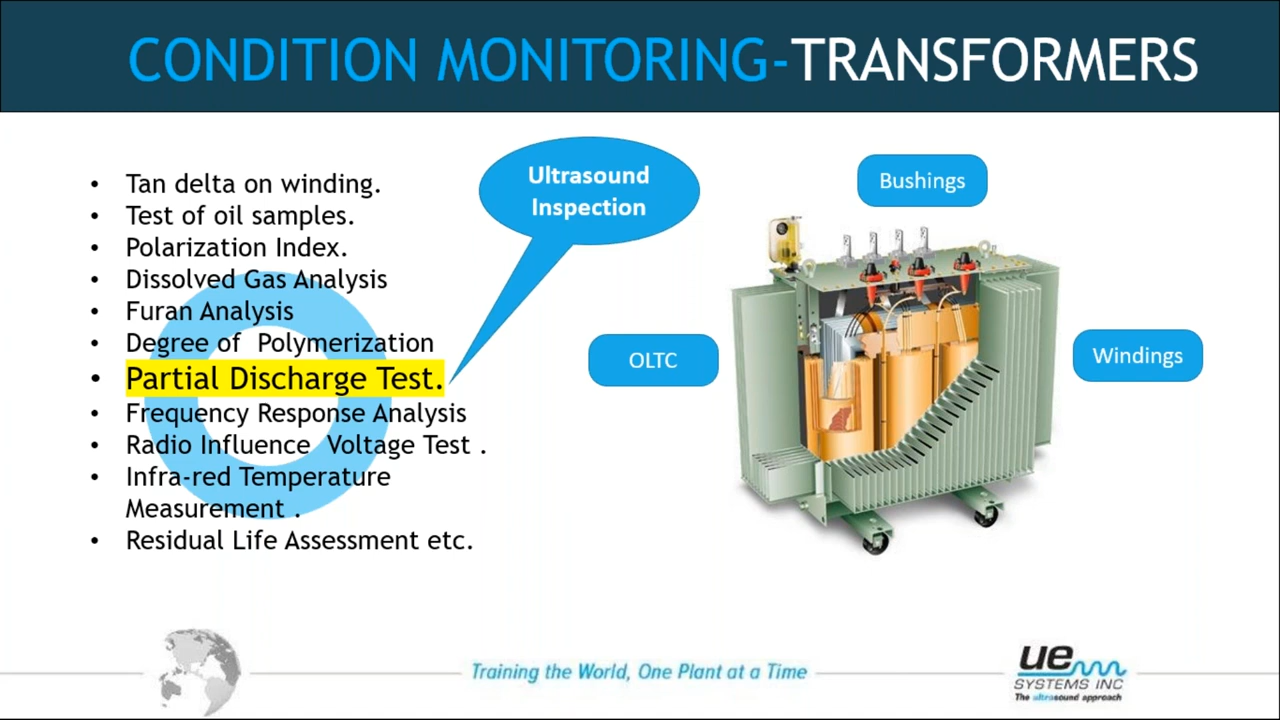 CONDITION MONITORING-TRANSFORMERS
• Tan delta on winding.
• Test of oil samples.
• Polarization Index.
• Dissolved Gas Analysis
• Furan Analysis
• Degree of  Polymerization
• Partial Discharge Test.
• Frequency Response Analysis
• Radio Influence  Voltage Test .
• Infra-red Temperature
Measurement .
• Residual Life Assessment etc.
Ultrasound
Inspection
Bushings
OLTC
Windings
Training the World, One Plant at a Time
ue
SYSTEMS INC
The ultrasound approach